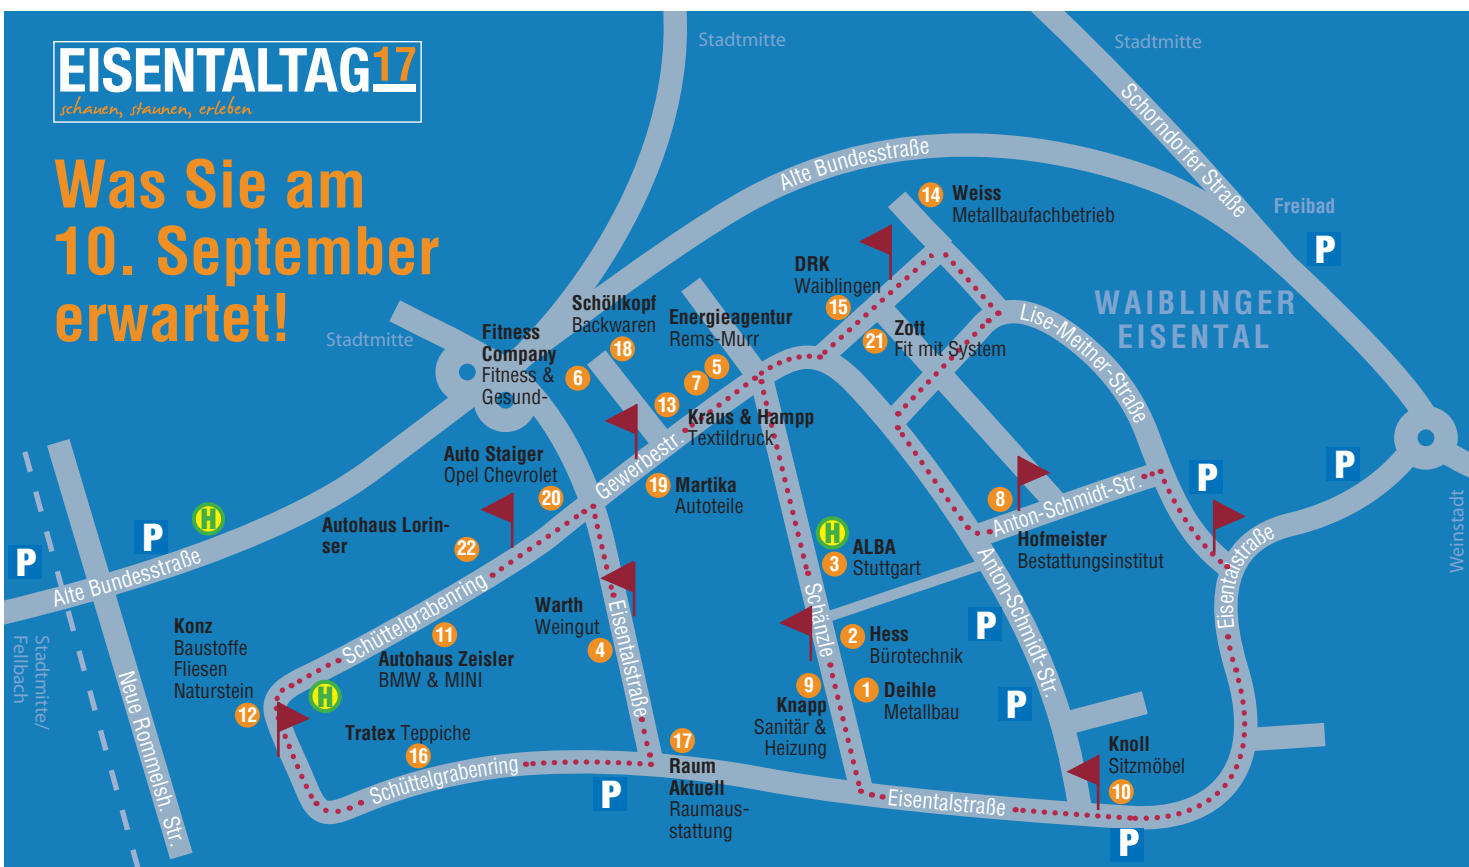 EISENTALTAG17
schauen, staunen, erleben
Was Sie am
10. September
erwartet!
Stadtmitte
Stadtmitte
Schorndorfer Straße
Alte Bundesstraße
Freibad
P
14 Weiss
Metallbaufachbetrieb
DRK
Waiblingen
15
WAIBLINGER
EISENTAL
Lise-Meitner-Straße
Zott
21 Fit mit System
Schöllkopf
Backwaren
18
Energieagentur
Rems-Murr
5
7
13
Kraus & Hampp
Textildruck
Stadtmitte
Fitness
Company
Fitness &
Gesund-
6
Auto Staiger
Opel Chevrolet
20
Gewerbestr.
19 Martika
Autoteile
Autohaus Lorin-
ser
22
H
P
P
Alte Bundesstraße
Stadtmitte/
Fellbach
Neue Rommelsh. Str.
Konz
Baustoffe
Fliesen
Naturstein
12
H
Schüttelgrabenring
11
Autohaus Zeisler
BMW & MINI
Tratex Teppiche
16
Schüttelgrabenring
Warth
Weingut
4
Eisentalstraße
17
Raum
Aktuell
Raumaus-
stattung
P
H
ALBA
3 Stuttgart
Schänzle
2 Hess
Bürotechnik
1 Deihle
Metallbau
9
Knapp
Sanitär &
Heizung
8
Anton-Schmidt-Str.
Hofmeister
Bestattungsinstitut
Anton-Schmidt-Str.
P
P
P
P
Weinstadt
Eisentalstraße
Knoll
Sitzmöbel
10
Eisentalstraße
P